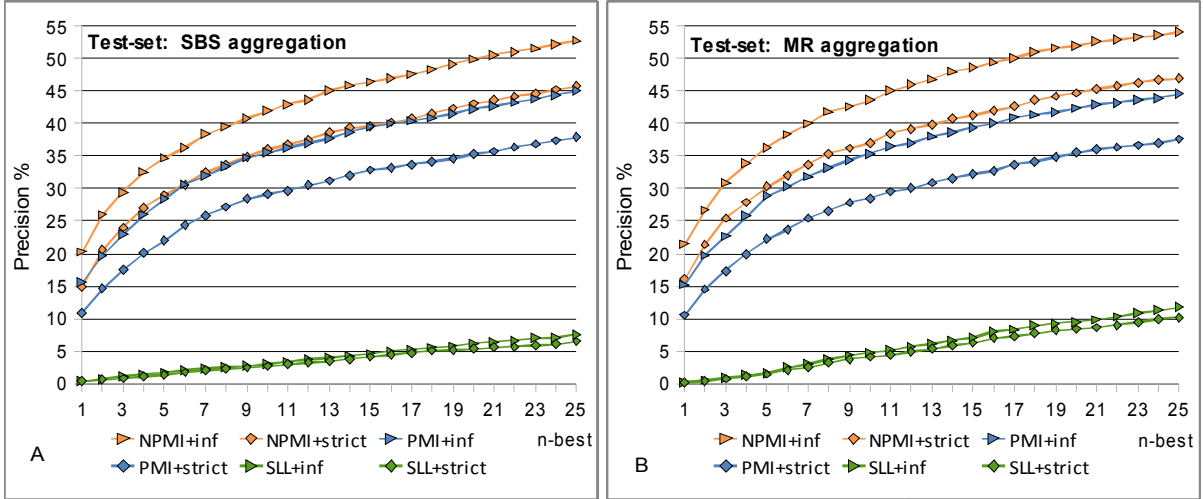 Test-set: SBS aggregation
Precision %
55
50
45
40
35
30
25
20
15
10
5
0
1 3 5 7 9 11 13 15 17 19 21 23 25
NPMI+inf NPMI+strict PMI+inf n-best
PMI+strict SLL+inf SLL+strict
A
Test-set: MR aggregation
Precision %
55
50
45
40
35
30
25
20
15
10
5
0
1 3 5 7 9 11 13 15 17 19 21 23 25
NPMI+inf NPMI+strict PMI+inf n-best
PMI+strict SLL+inf SLL+strict
B